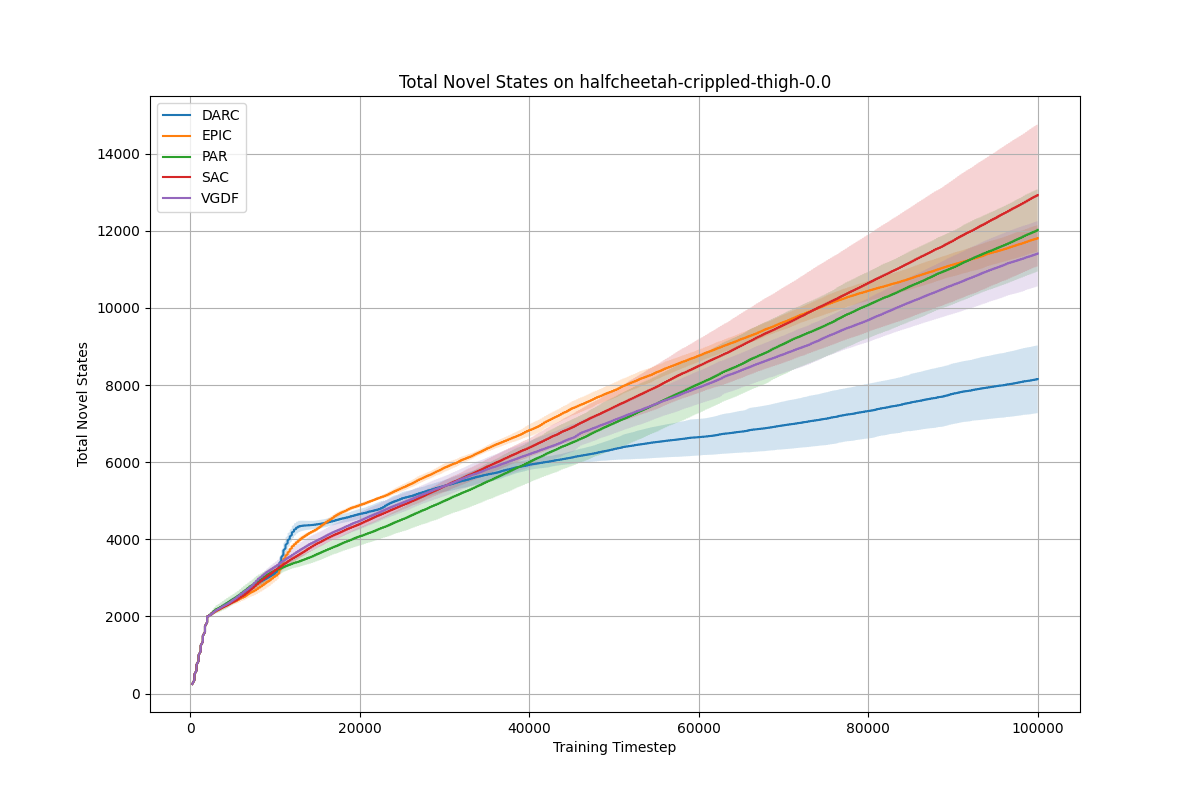 Total Novel States on halfcheetah-crippled-thigh-0.0
DARC
EPIC
PAR
SAC
VGDF
14000
12000
10000
8000
6000
4000
2000
0
Total Novel States
0 20000 40000 60000 80000 100000
Training Timestep